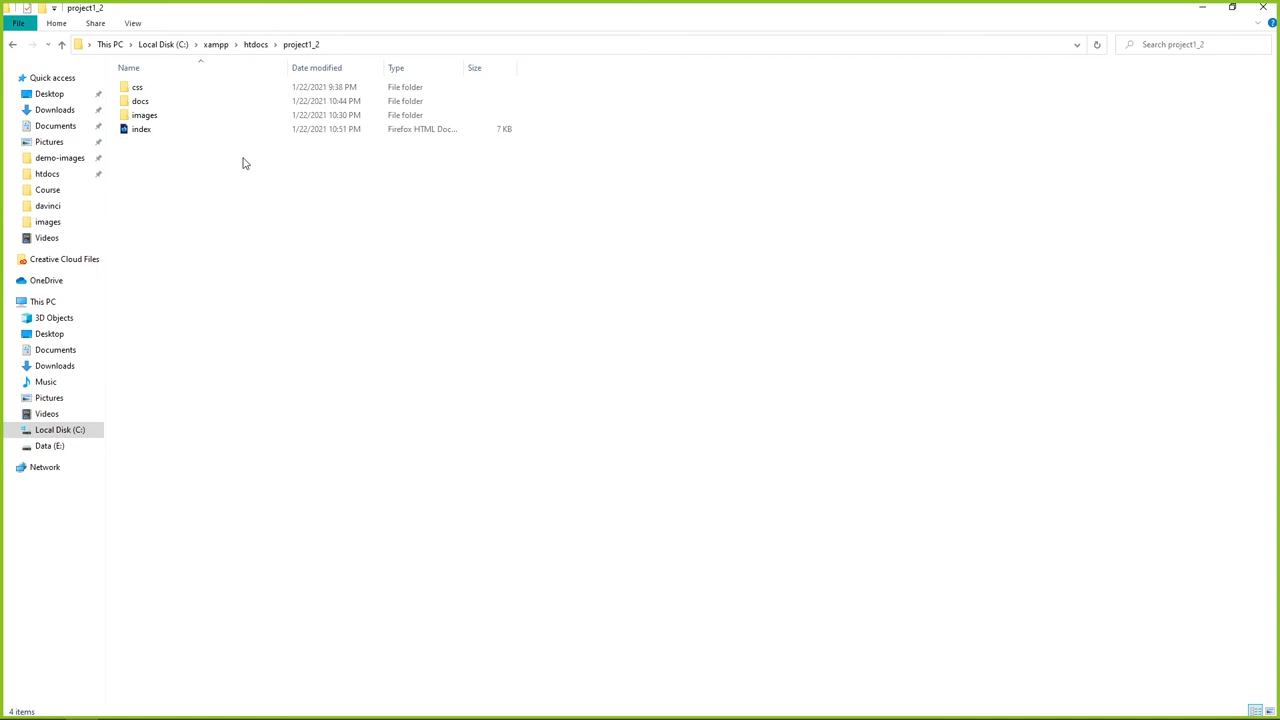 project1_2
File Home Share View
This PC Local Disk (C:) xampp htdocs project1_2 Search project1_2
Name Date modified Type Size
css 1/22/2021 9:38 PM File folder
docs 1/22/2021 10:44 PM File folder
images 1/22/2021 10:30 PM File folder
index 1/22/2021 10:51 PM Firefox HTML Doc... 7 KB
Quick access
Desktop
Downloads
Documents
Pictures
demo-images
htdocs
Course
davinci
images
Videos
Creative Cloud Files
OneDrive
This PC
3D Objects
Desktop
Documents
Downloads
Music
Pictures
Videos
Local Disk (C:)
Data (E:)
Network
4 items